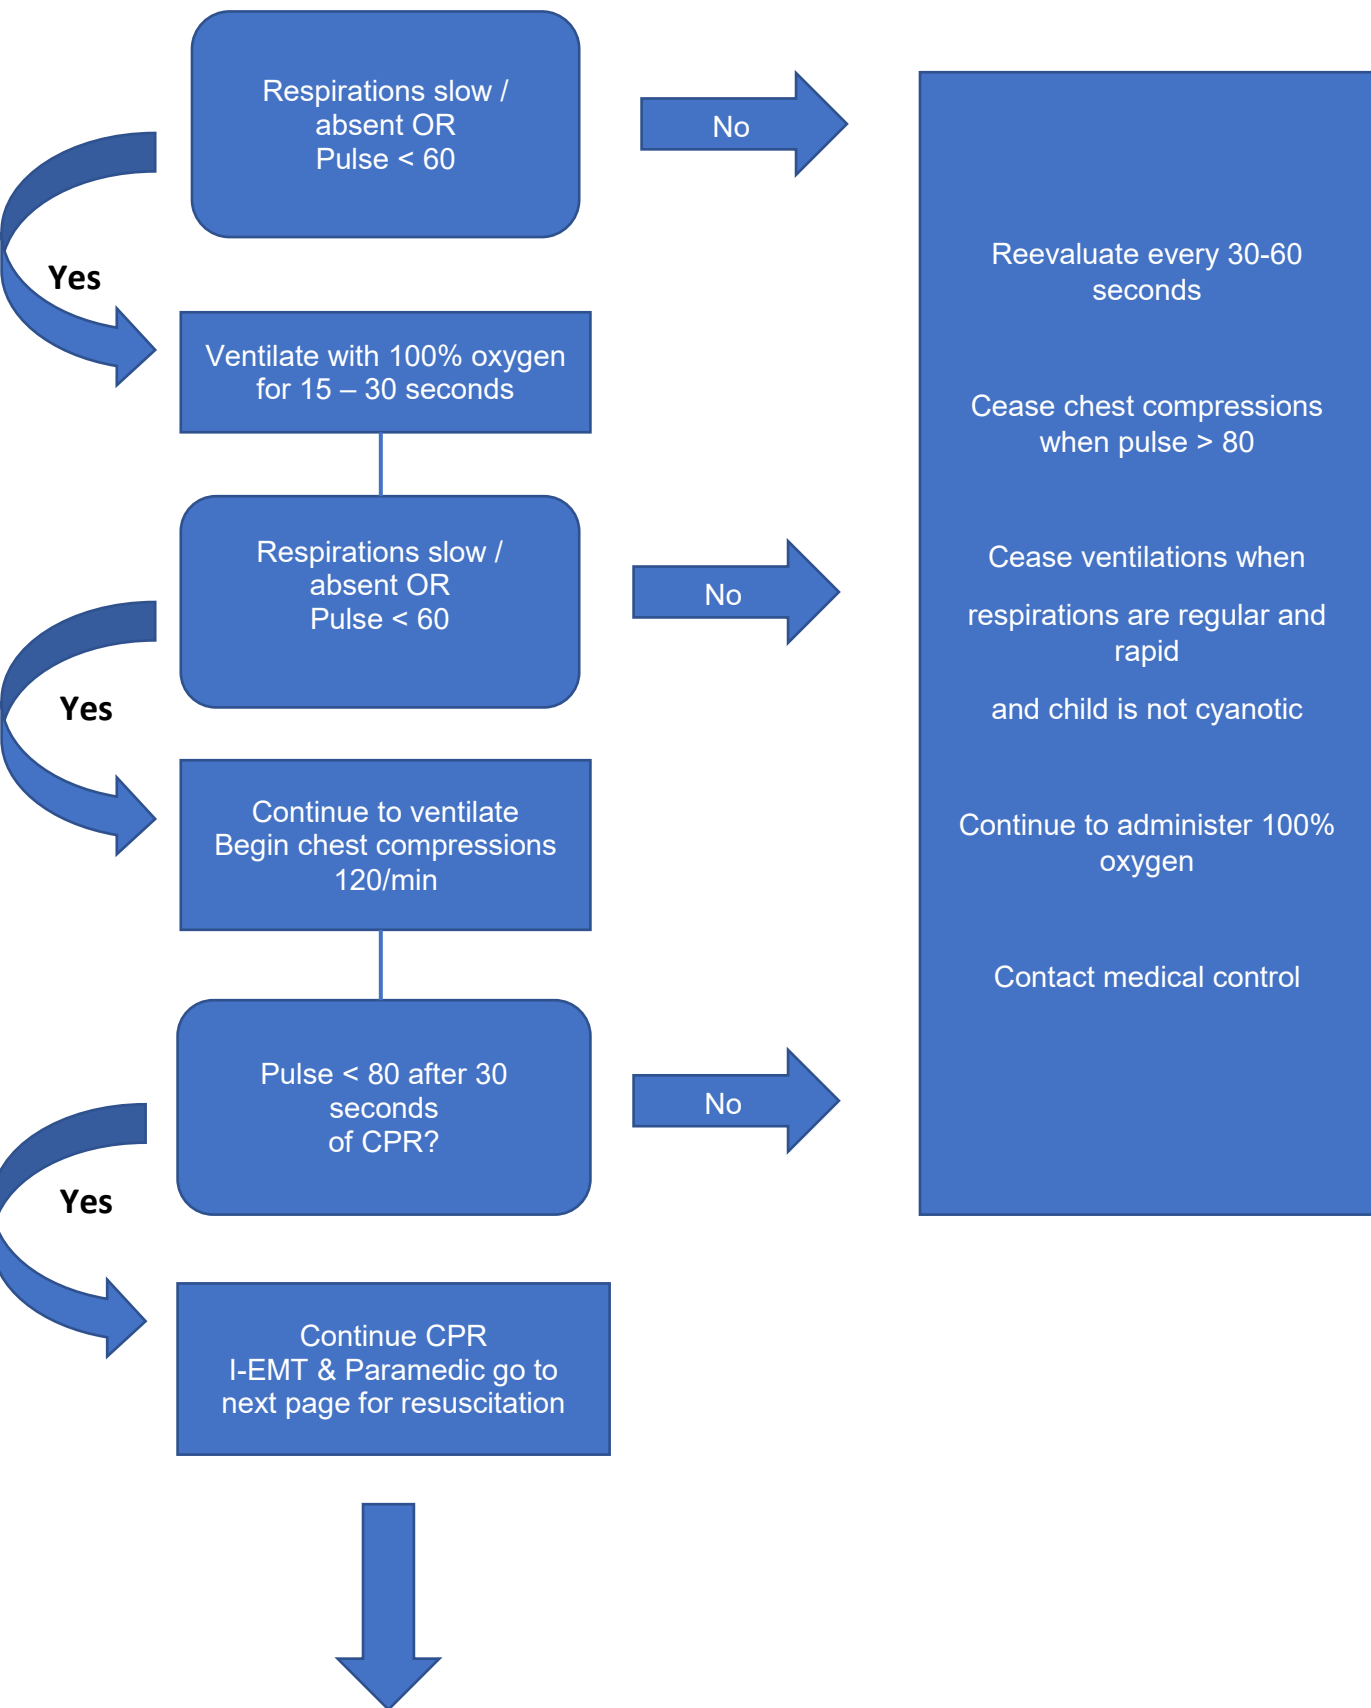 Respirations slow /
absent OR
Pulse < 60
No
Yes
Ventilate with 100% oxygen
for 15 – 30 seconds
Respirations slow /
absent OR
Pulse < 60
No
Yes
Continue to ventilate
Begin chest compressions
120/min
Pulse < 80 after 30
seconds
of CPR?
No
Yes
Continue CPR
I-EMT & Paramedic go to
next page for resuscitation
Reevaluate every 30-60
seconds
Cease chest compressions
when pulse > 80
Cease ventilations when
respirations are regular and
rapid
and child is not cyanotic
Continue to administer 100%
oxygen
Contact medical control